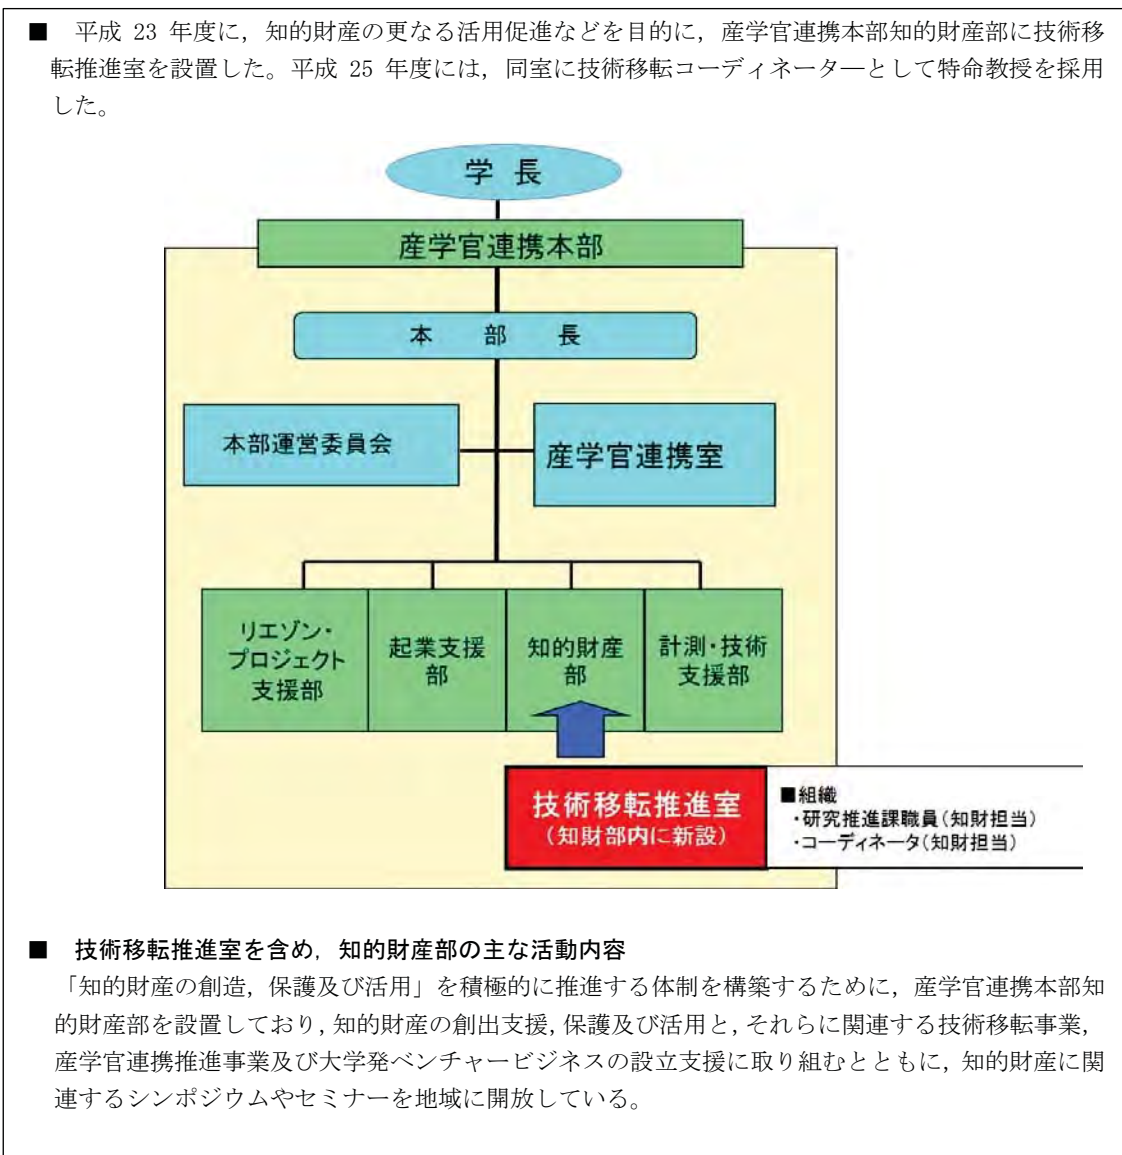 ■　平成 23 年度に，知的財産の更なる活用促進などを目的に，産学官連携本部知的財産部に技術移
転推進室を設置した。平成 25 年度には，同室に技術移転コーディネータ―として特命教授を採用
した。
学 長
産学官連携本部
本　部　長
本部運営委員会
産学官連携室
リエゾン・
プロジェクト
支援部
起業支援
部
知的財産
部
計測・技術
支援部
技術移転推進室
（知財部内に新設）
■組織
・研究推進課職員（知財担当）
・コーディネータ（知財担当）
■　技術移転推進室を含め，知的財産部の主な活動内容
「知的財産の創造，保護及び活用」を積極的に推進する体制を構築するために，産学官連携本部知
的財産部を設置しており，知的財産の創出支援，保護及び活用と，それらに関連する技術移転事業，
産学官連携推進事業及び大学発ベンチャービジネスの設立支援に取り組むとともに，知的財産に関
連するシンポジウムやセミナーを地域に開放している。